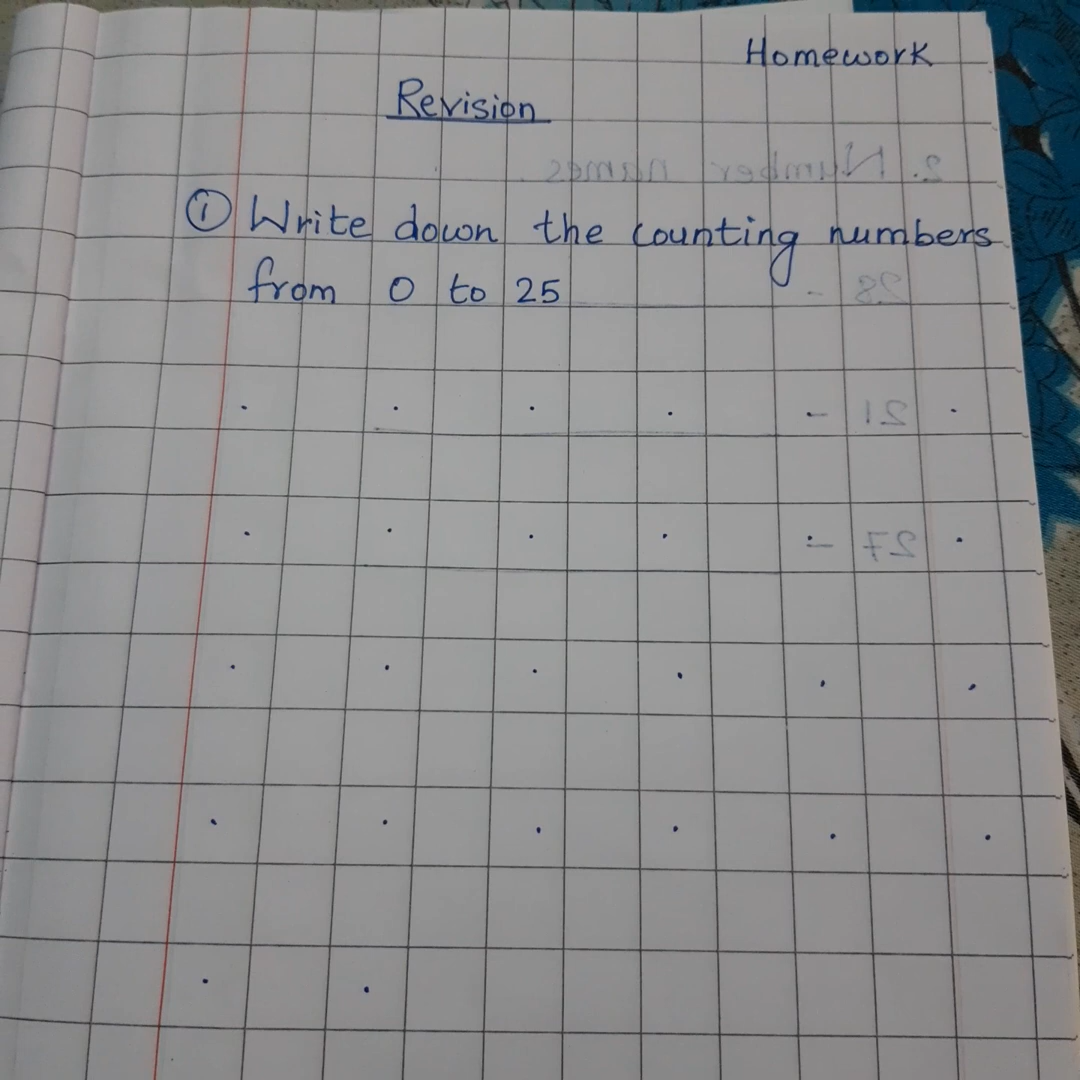 Homework
Revision
① Write down the counting numbers
from 0 to 25